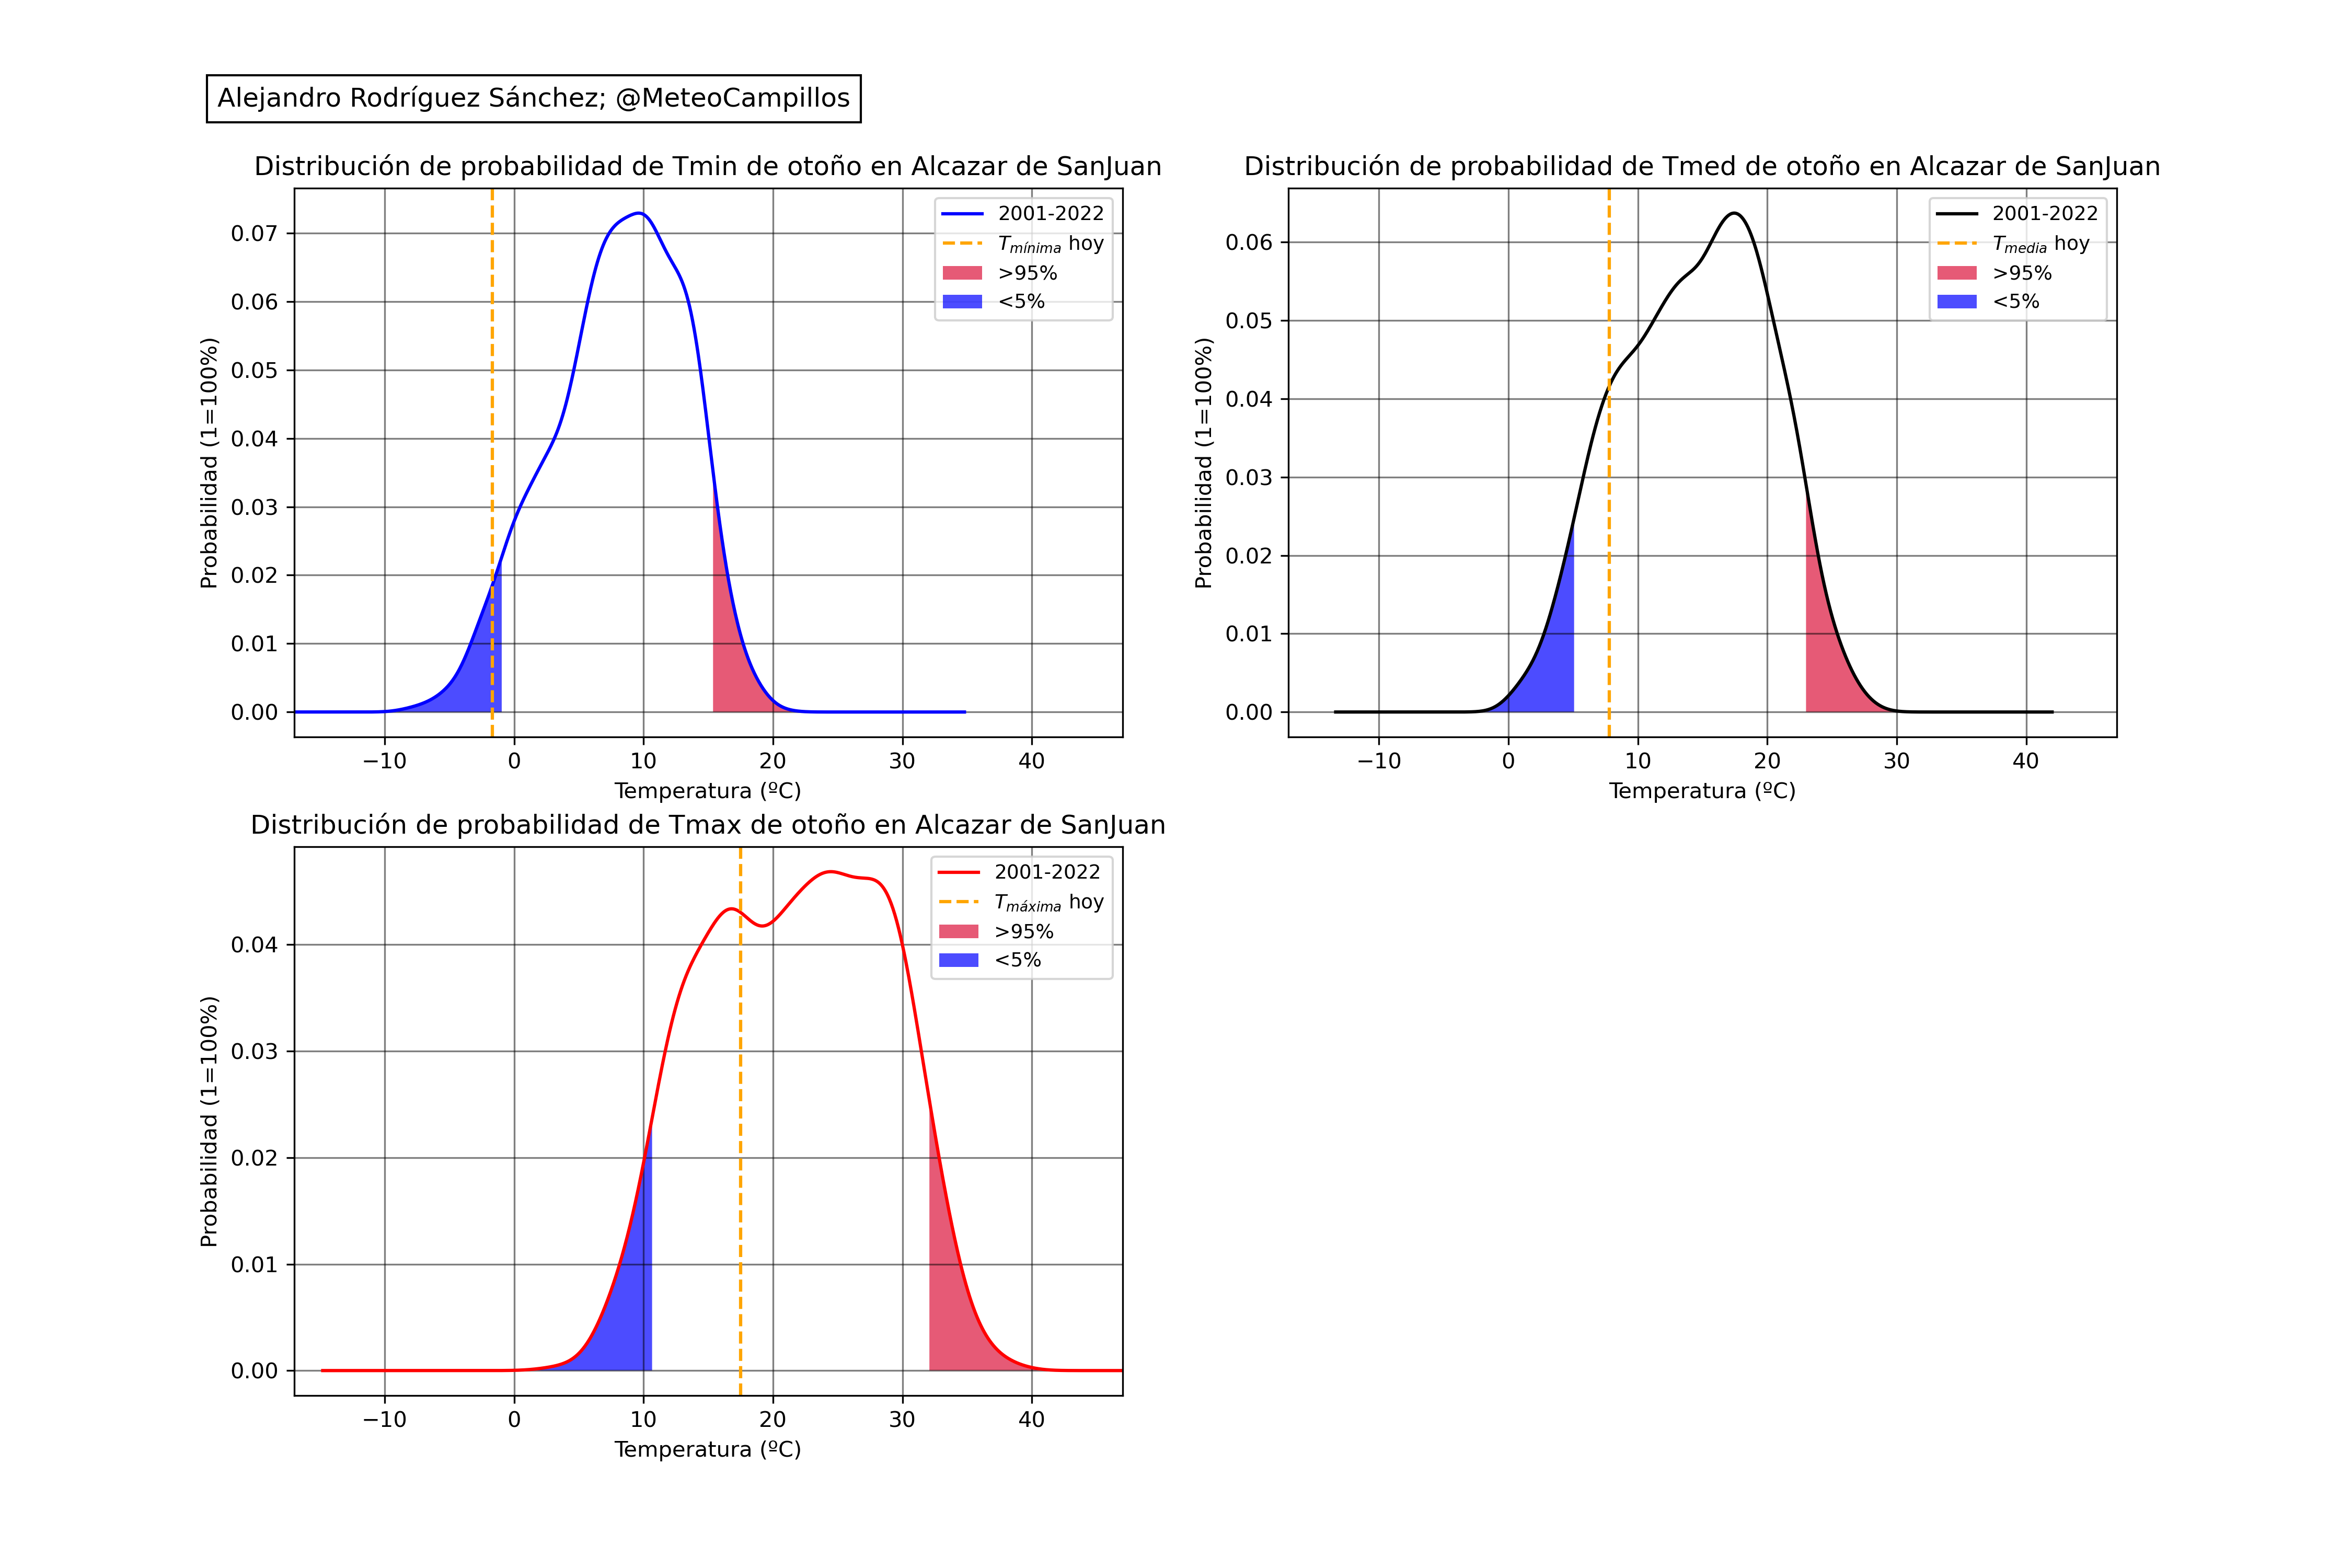 Alejandro Rodríguez Sánchez; @MeteoCampillos
Distribución de probabilidad de Tmin de otoño en Alcazar de SanJuan
Probabilidad (1=100%)
0.07
0.06
0.05
0.04
0.03
0.02
0.01
0.00
2001-2022
Tmínima hoy
>95%
<5%
−10 0 10 20 30 40
Temperatura (ºC)
Distribución de probabilidad de Tmed de otoño en Alcazar de SanJuan
Probabilidad (1=100%)
0.06
0.05
0.04
0.03
0.02
0.01
0.00
2001-2022
Tmedia hoy
>95%
<5%
−10 0 10 20 30 40
Temperatura (ºC)
Distribución de probabilidad de Tmax de otoño en Alcazar de SanJuan
Probabilidad (1=100%)
0.04
0.03
0.02
0.01
0.00
2001-2022
Tmáxima hoy
>95%
<5%
−10 0 10 20 30 40
Temperatura (ºC)